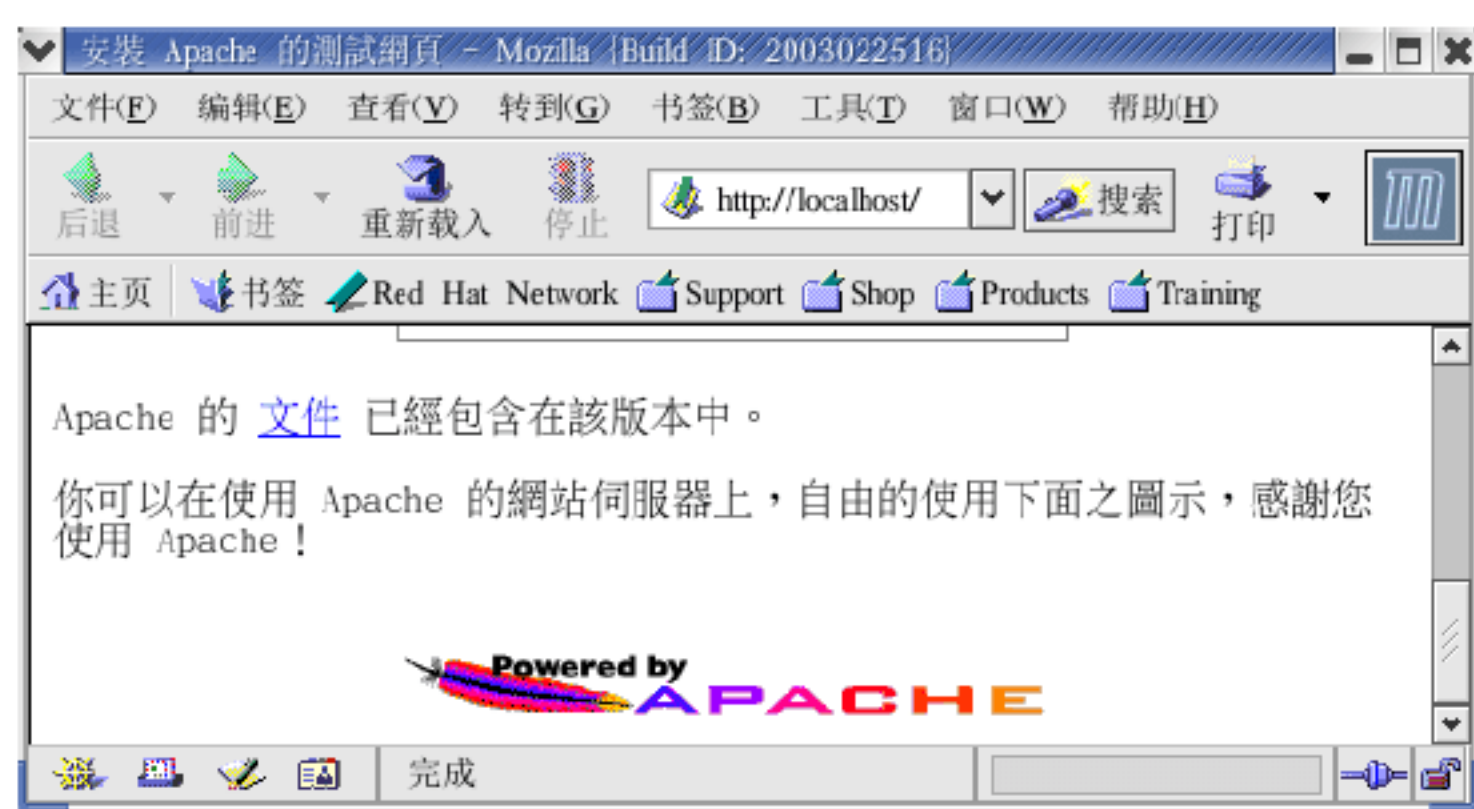 安裝 Apache 的測試網頁 - Mozilla {Build ID: 2003022516}
文件(F) 编辑(E) 查看(V) 转到(G) 书签(B) 工具(T) 窗口(W) 帮助(H)
后退 前进 重新载入 停止 http://localhost/ 搜索 打印
主页 书签 Red Hat Network Support Shop Products Training
Apache 的 文件 已經包含在該版本中。
你可以在使用 Apache 的網站伺服器上，自由的使用下面之圖示，感謝您
使用 Apache！
Powered by
APACHE
完成